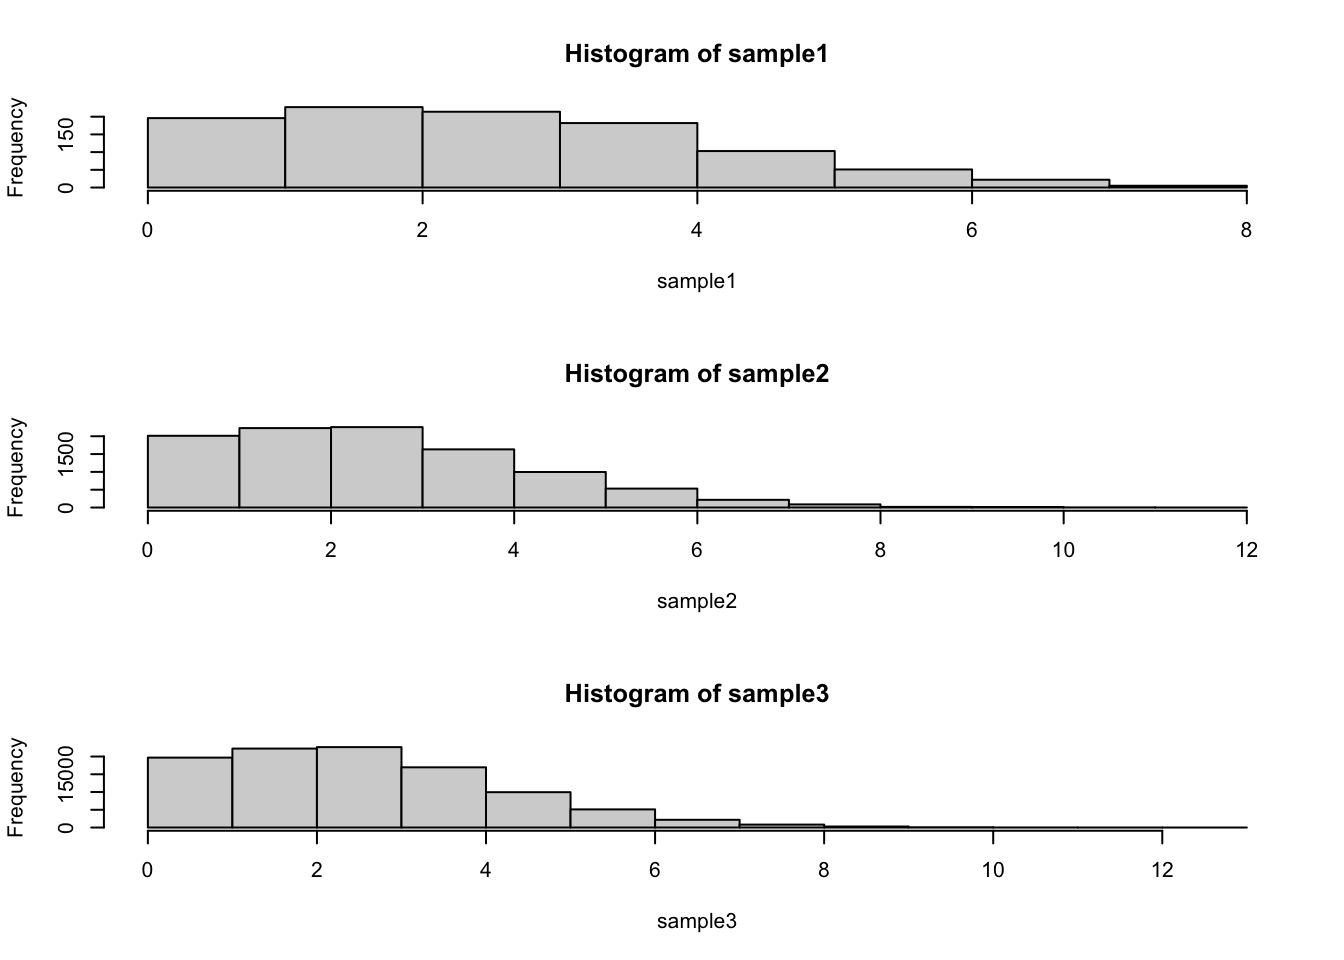 Histogram of sample1
Frequency
150
0
0 2 4 6 8
sample1
Histogram of sample2
Frequency
1500
0
0 2 4 6 8 10 12
sample2
Histogram of sample3
Frequency
15000
0
0 2 4 6 8 10 12
sample3